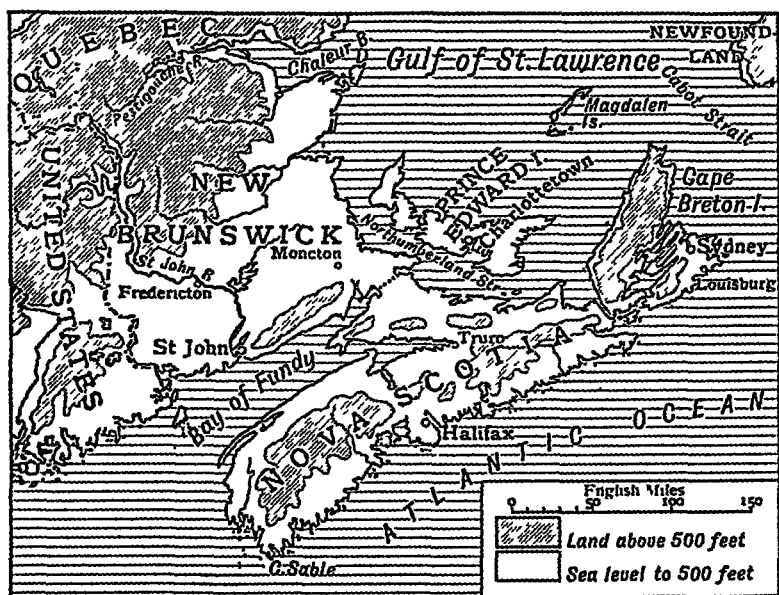 QUEBEC
Chaleur B.
Restigouche R.
Gulf of St. Lawrence
NEWFOUND-
LAND
Cabot Strait
Magdalen
Is.
UNITED STATES
NEW
BRUNSWICK
PRINCE
EDWARD I.
Charlottetown
Cape
Breton I.
Northumberland Str.
Sydney
Louisburg
Moncton
St John R
Fredericton
St John
Truro
Bay of Fundy
NOVA SCOTIA
Halifax
ATLANTIC OCEAN
C. Sable
English Miles
0 50 100 150
Land above 500 feet
Sea level to 500 feet